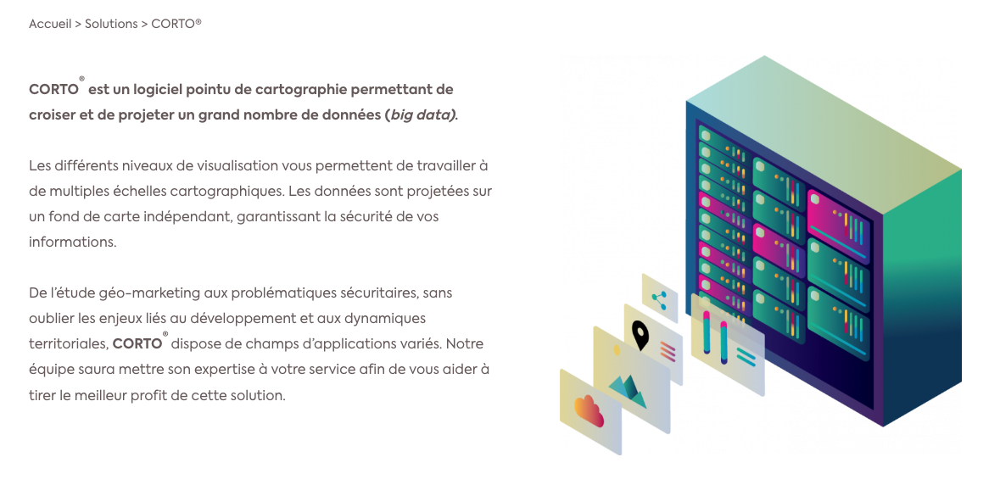 Accueil > Solutions > CORTO®
CORTO® est un logiciel pointu de cartographie permettant de
croiser et de projeter un grand nombre de données (big data).
Les différents niveaux de visualisation vous permettent de travailler à
de multiples échelles cartographiques. Les données sont projetées sur
un fond de carte indépendant, garantissant la sécurité de vos
informations.
De l’étude géo-marketing aux problématiques sécuritaires, sans
oublier les enjeux liés au développement et aux dynamiques
territoriales, CORTO® dispose de champs d’applications variés. Notre
équipe saura mettre son expertise à votre service afin de vous aider à
tirer le meilleur profit de cette solution.